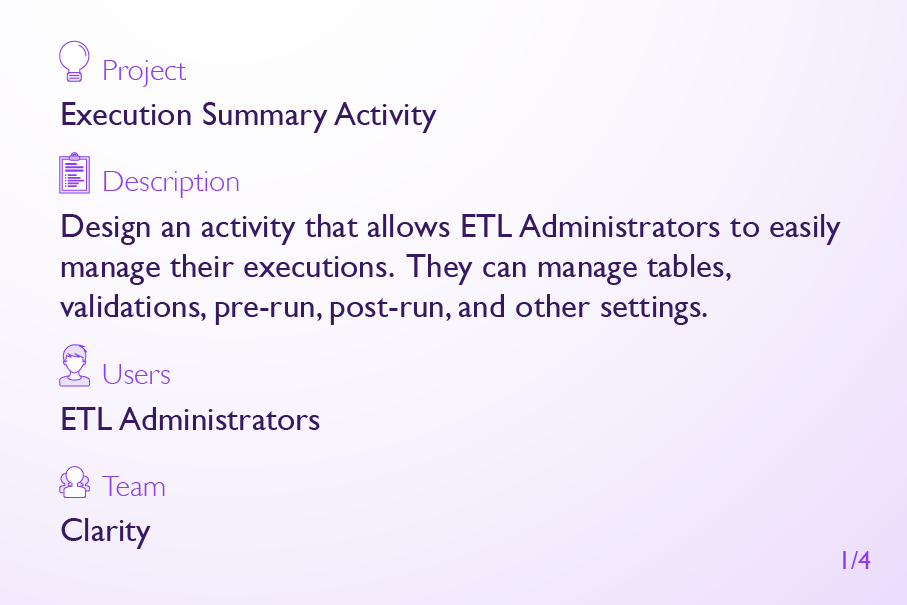 Project
Execution Summary Activity
Description
Design an activity that allows ETL Administrators to easily
manage their executions. They can manage tables,
validations, pre-run, post-run, and other settings.
Users
ETL Administrators
Team
Clarity
1/4